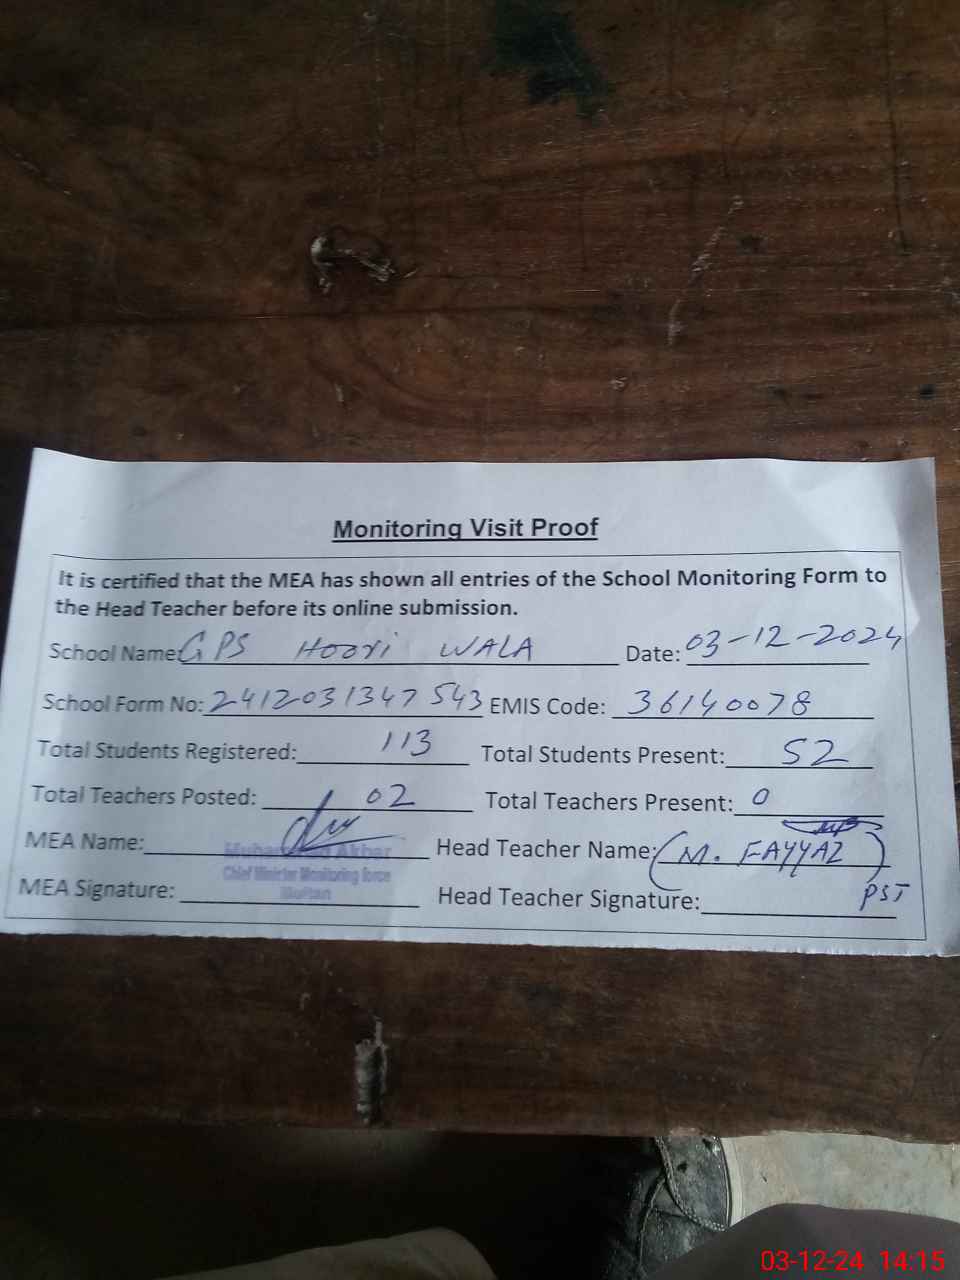 Monitoring Visit Proof
It is certified that the MEA has shown all entries of the School Monitoring Form to
the Head Teacher before its online submission.
School Name: GPS Hoori WALA Date: 03-12-2024
School Form No: 2412031347543 EMIS Code: 36140078
Total Students Registered: 113 Total Students Present: 52
Total Teachers Posted: 02 Total Teachers Present: 0
MEA Name: Muhammad Akbar Head Teacher Name: (M. FAYYAZ)
Chief Minister Monitoring Force
Multan
PST
MEA Signature: Head Teacher Signature:
03-12-24 14:15